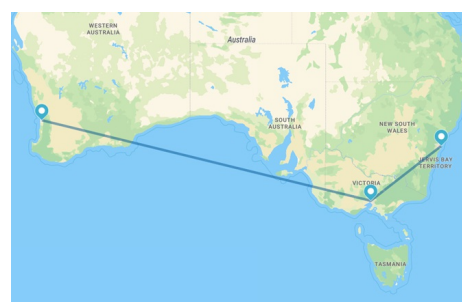 WESTERN
AUSTRALIA
Australia
SOUTH
AUSTRALIA
NEW SOUTH
WALES
JERVIS BAY
TERRITORY
VICTORIA
TASMANIA